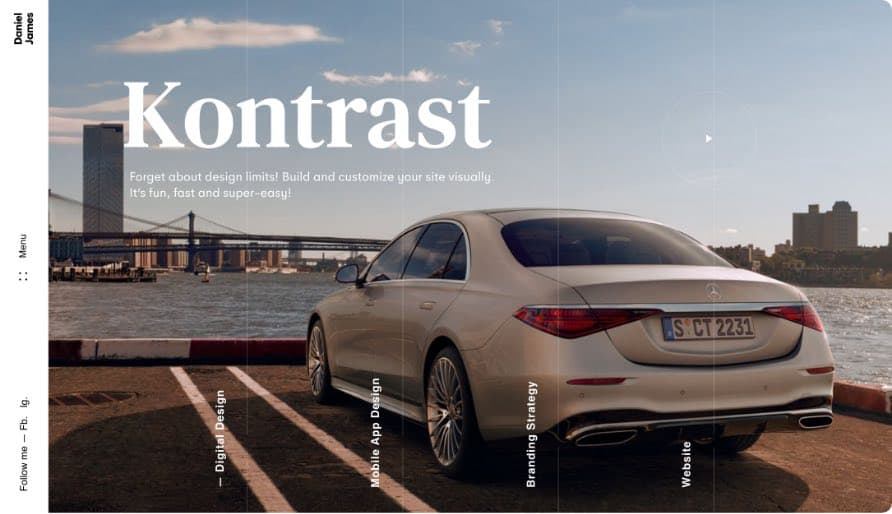 Daniel
James
Menu
Follow me — Fb. Ig.
Kontrast
Forget about design limits! Build and customize your site visually.
It's fun, fast and super-easy!
S CT 2231
— Digital Design
Mobile App Design
Branding Strategy
Website